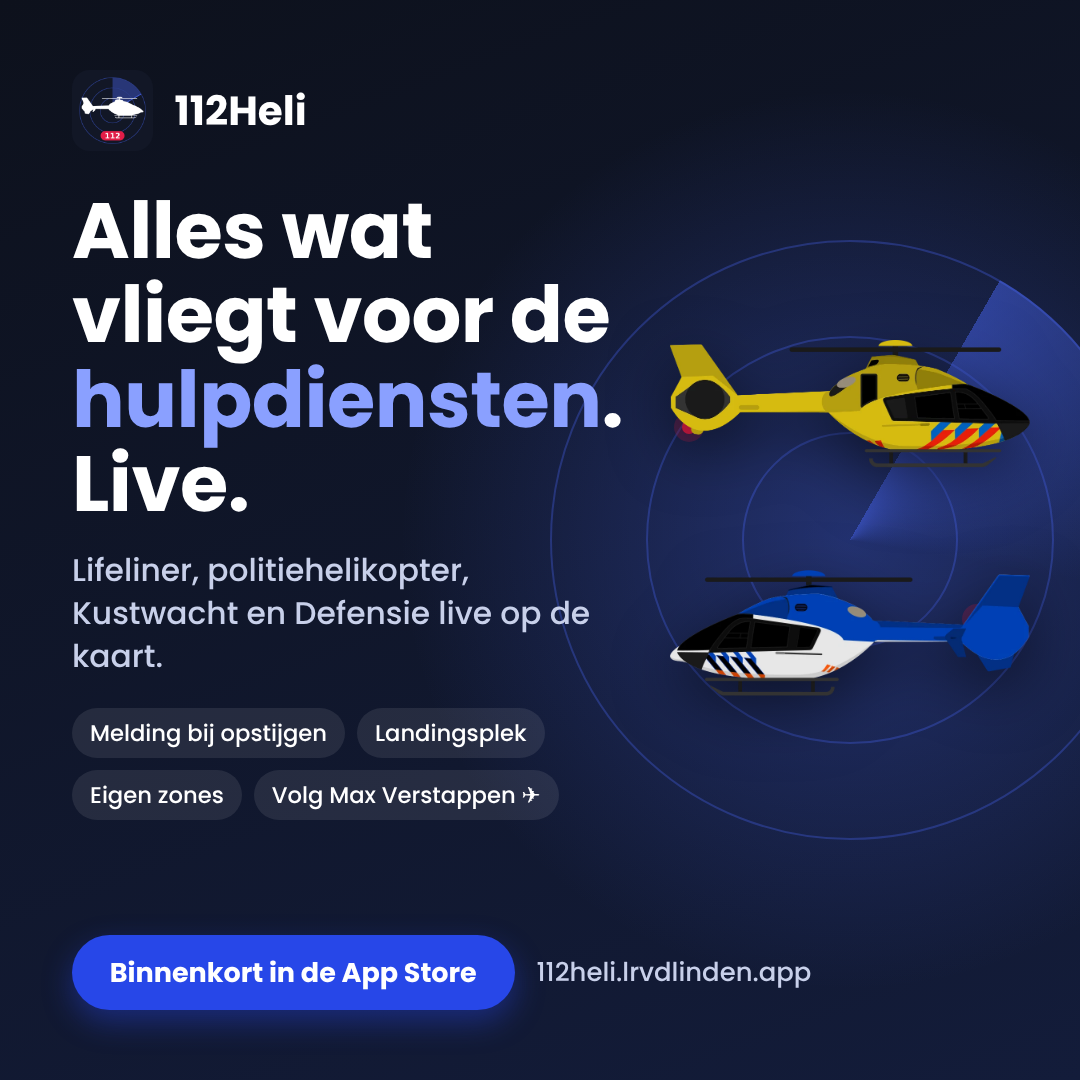 112
112Heli
Alles wat
vliegt voor de
hulpdiensten.
Live.
Lifeliner, politiehelikopter,
Kustwacht en Defensie live op de
kaart.
Melding bij opstijgen
Landingsplek
Eigen zones
Volg Max Verstappen ✈
Binnenkort in de App Store
112heli.lrvdlinden.app